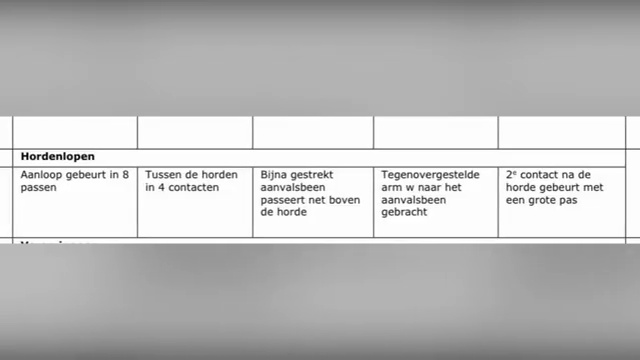 Hordenlopen
Aanloop gebeurt in 8
passen
Tussen de horden
in 4 contacten
Bijna gestrekt
aanvalsbeen
passeert net boven
de horde
Tegenovergestelde
arm w naar het
aanvalsbeen
gebracht
2e contact na de
horde gebeurt met
een grote pas